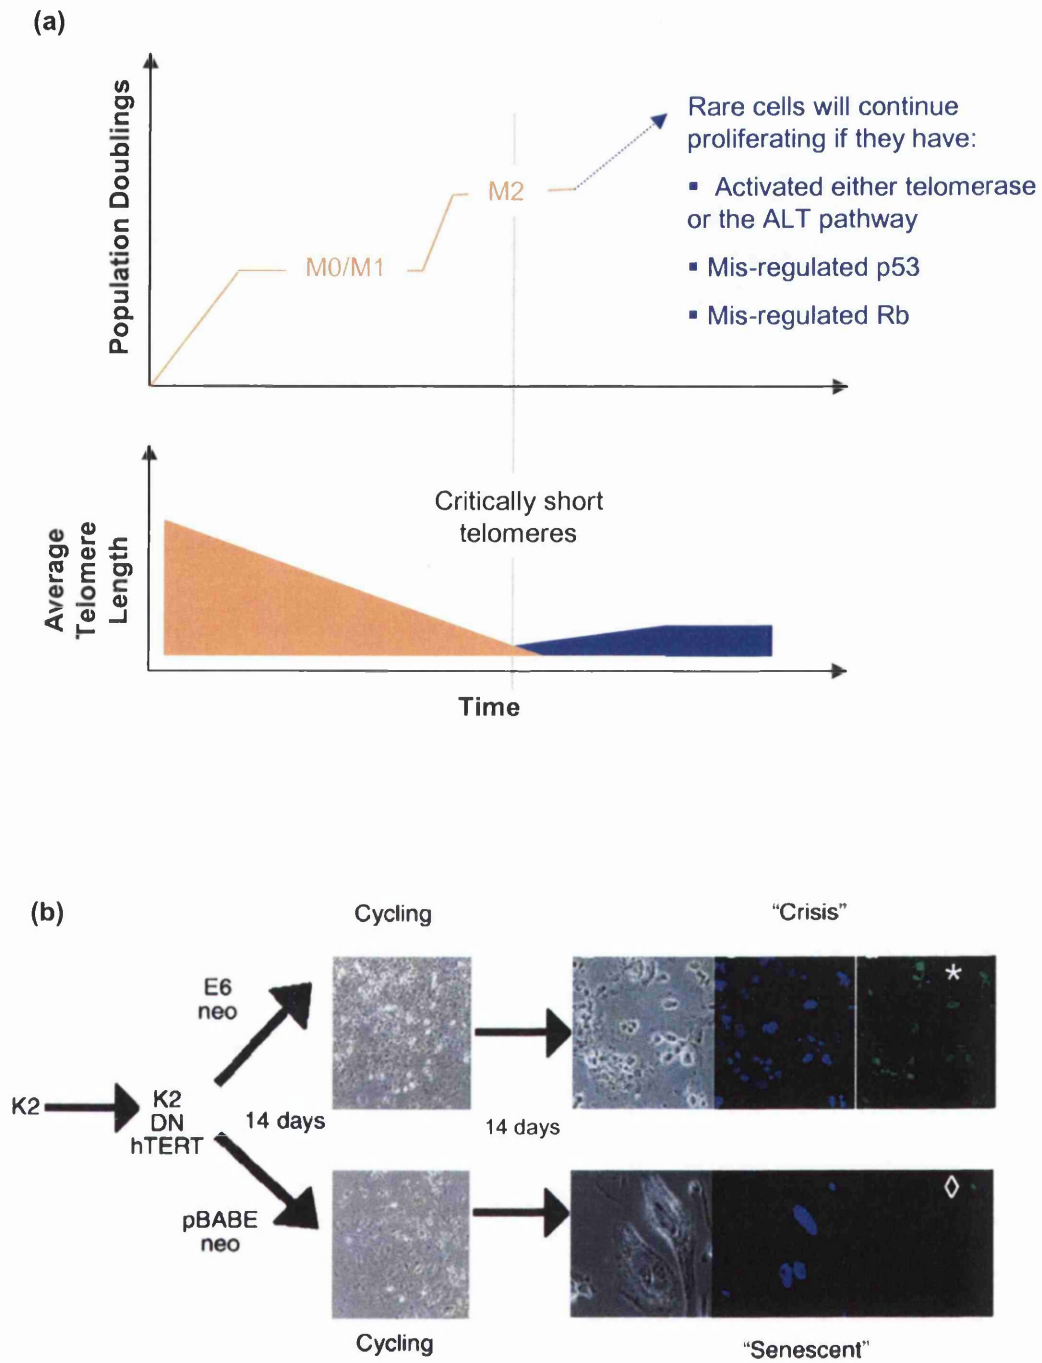 (a)
Population Doublings
M0/M1
M2
Rare cells will continue
proliferating if they have:
▪ Activated either telomerase
or the ALT pathway
▪ Mis-regulated p53
▪ Mis-regulated Rb
Average
Telomere
Length
Critically short
telomeres
Time
(b)
Cycling
"Crisis"
E6
neo
*
K2
K2
DN
hTERT
14 days
14 days
pBABE
neo
◊
Cycling
"Senescent"